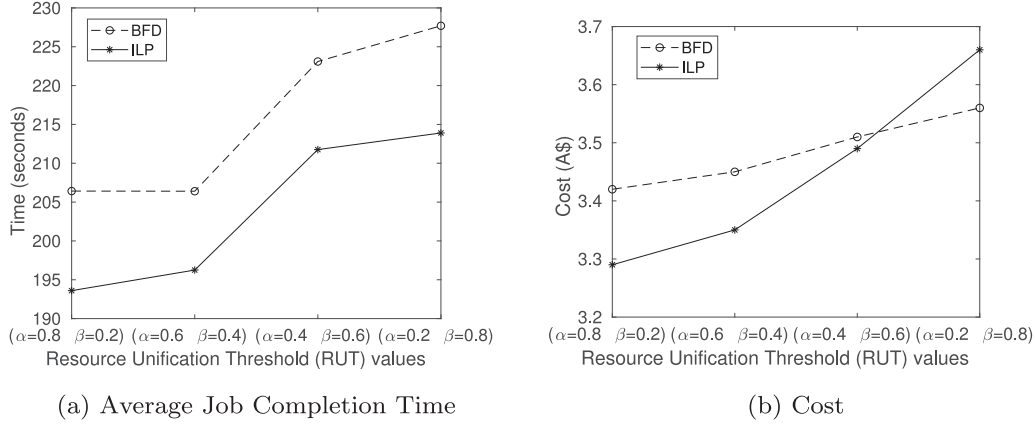 230
225
220
215
210
205
200
195
190
Time (seconds)
BFD
ILP
(α=0.8 β=0.2) (α=0.6 β=0.4) (α=0.4 β=0.6) (α=0.2 β=0.8)
Resource Unification Threshold (RUT) values
(a) Average Job Completion Time
3.7
3.6
3.5
3.4
3.3
3.2
Cost (A$)
BFD
ILP
(α=0.8 β=0.2) (α=0.6 β=0.4) (α=0.4 β=0.6) (α=0.2 β=0.8)
Resource Unification Threshold (RUT) values
(b) Cost